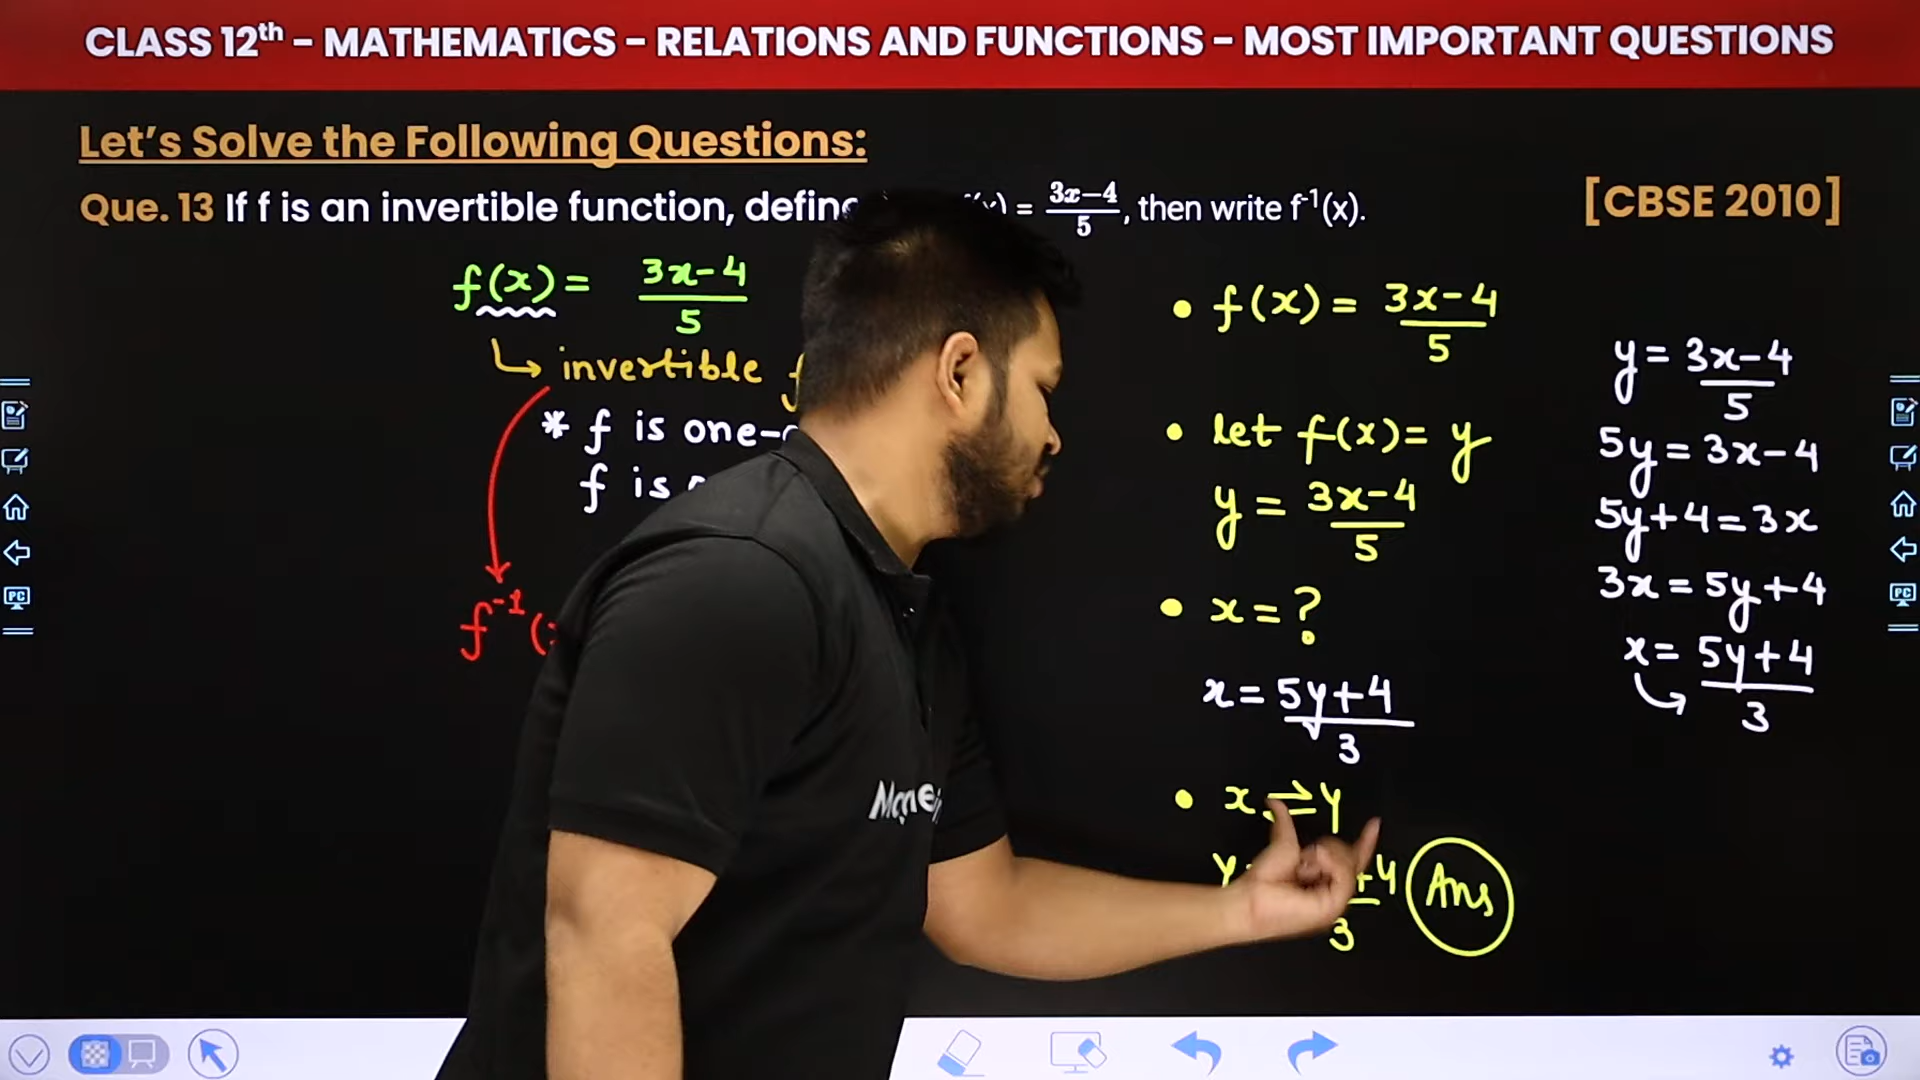 CLASS 12th - MATHEMATICS - RELATIONS AND FUNCTIONS - MOST IMPORTANT QUESTIONS
Let's Solve the Following Questions:
Que. 13 If f is an invertible function, = (3x-4)/5, then write f⁻¹(x).
[CBSE 2010]
f(x) = (3x-4)/5
↳ invertible
* f is
f is
f⁻¹(
• f(x) = (3x-4)/5
• let f(x) = y
y = (3x-4)/5
• x = ?
x = (5y+4)/3
• x ⇌ y
+4
3
Ans
y = (3x-4)/5
5y = 3x-4
5y+4 = 3x
3x = 5y+4
x = (5y+4)/3
PC
PC